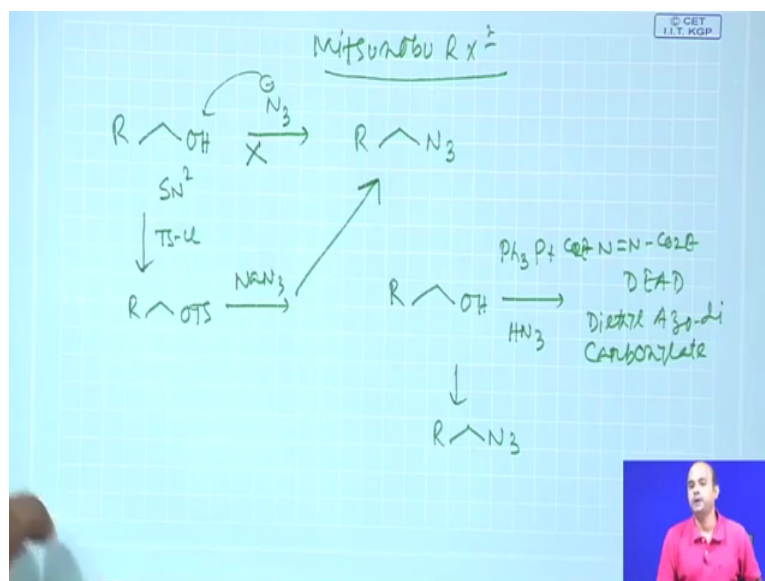 © CET
I.I.T. KGP
Mitsunobu Rxⁿ
R OH ⊖ N3 X R N3
SN²
TS-Cl
R OTS NaN3
Ph3P + CO2Et N=N-CO2Et
DEAD
R OH HN3 Diethyl Azo-di
Carboxylate
R N3